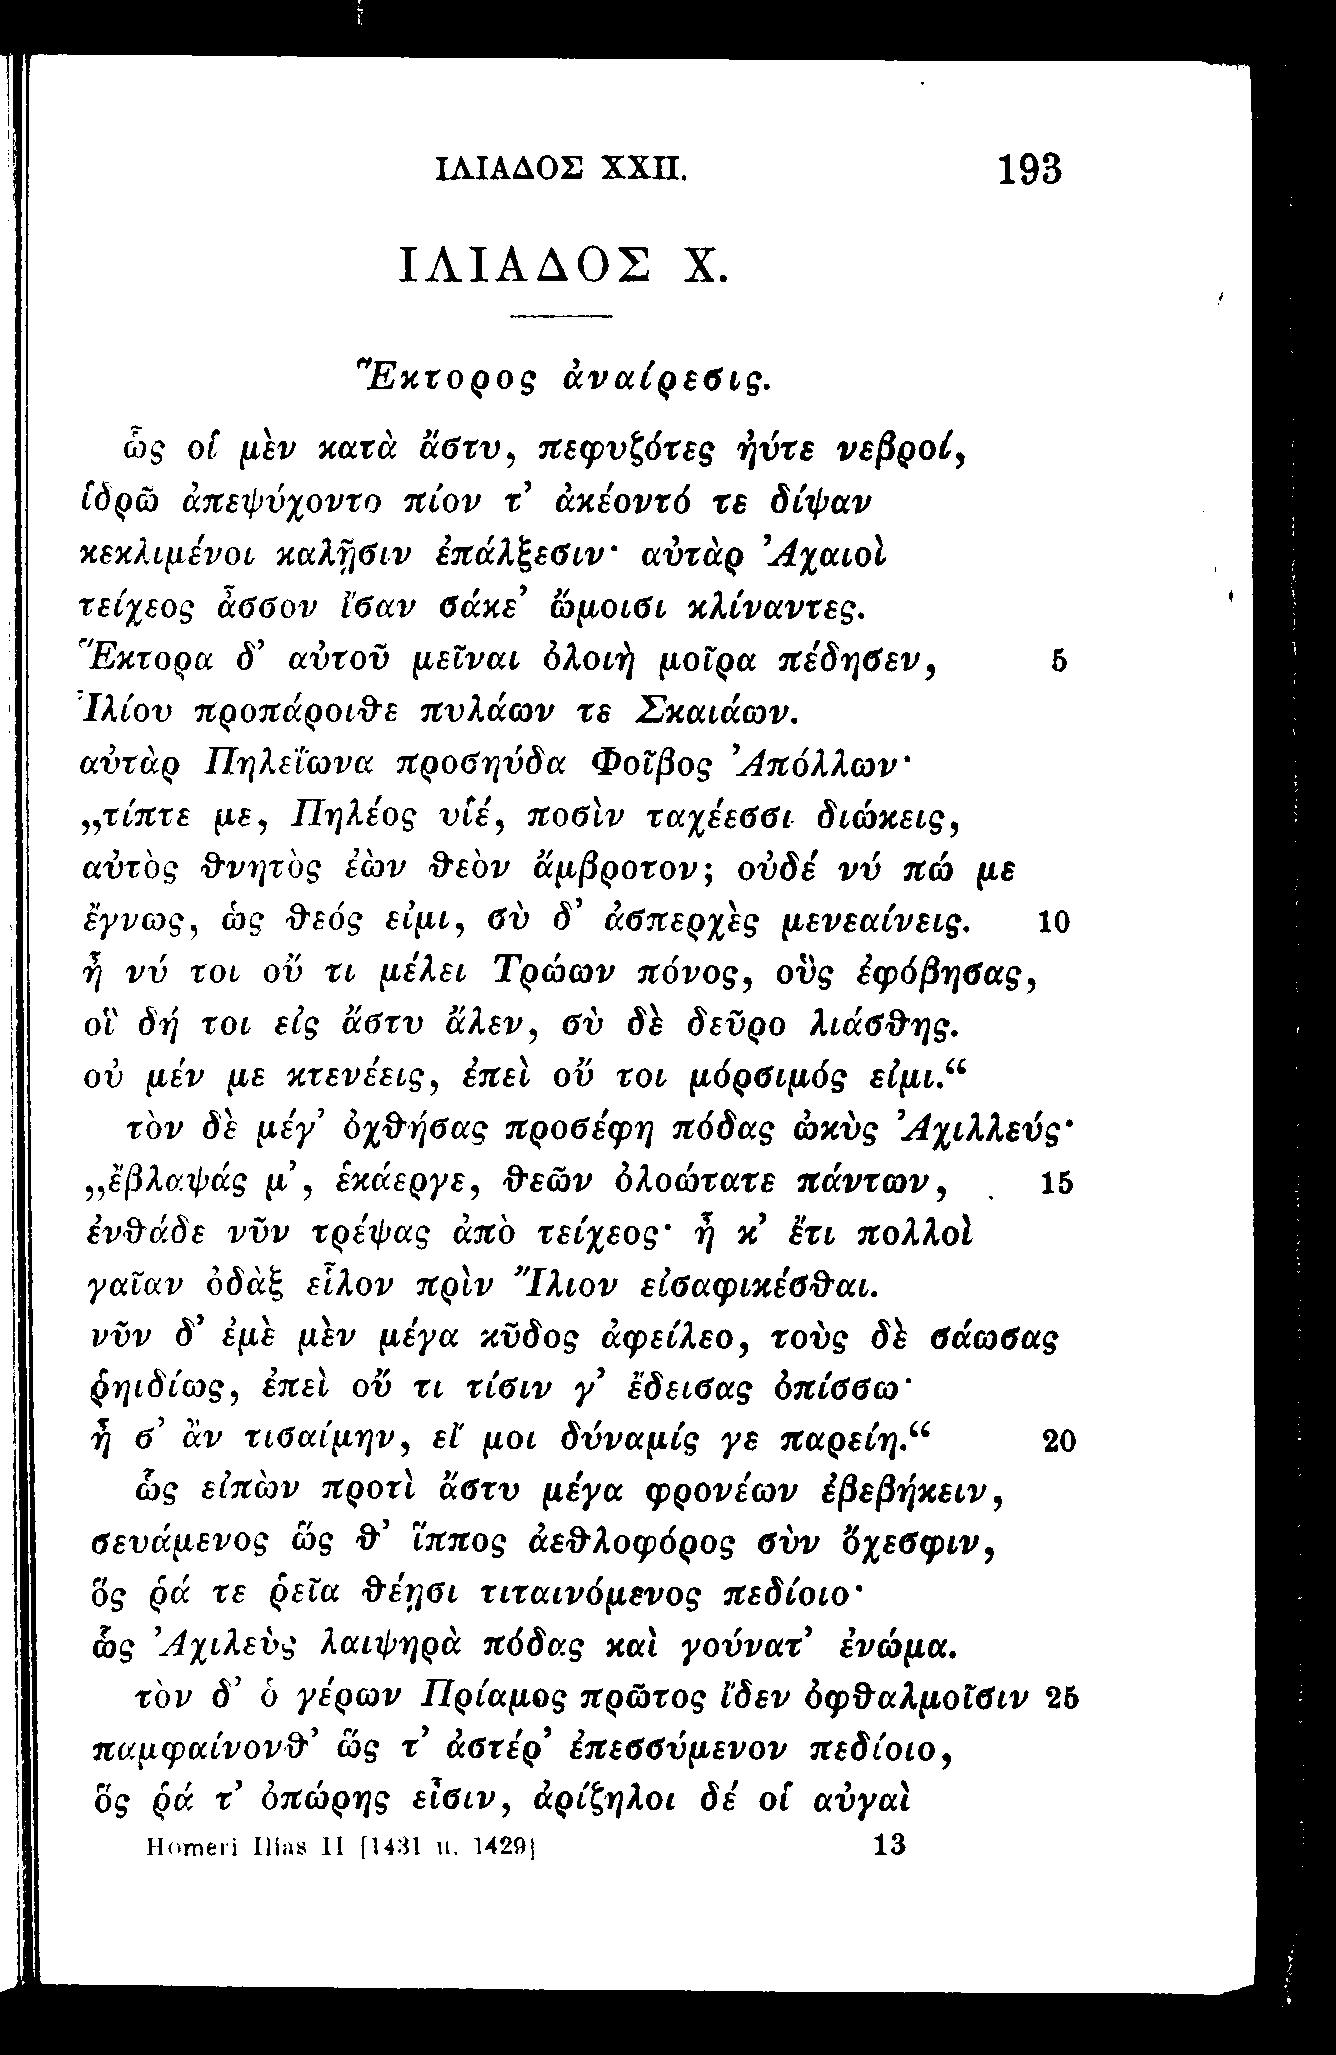 ΙΛΙΑΔΟΣ XXII. 193
ΙΛΙΑΔΟΣ Χ.
Ἕκτορος ἀναίρεσις.
ὣς οἱ μὲν κατὰ ἄστυ, πεφυζότες ἠύτε νεβροί,
ἱδρῶ ἀπεψύχοντο πίον τ’ ἀκέοντό τε δίψαν
κεκλιμένοι καλῇσιν ἐπάλξεσιν· αὐτὰρ Ἀχαιοὶ
τείχεος ἆσσον ἴσαν σάκε’ ὤμοισι κλίναντες.
Ἕκτορα δ’ αὐτοῦ μεῖναι ὀλοιὴ μοῖρα πέδησεν, 5
Ἰλίου προπάροιθε πυλάων τε Σκαιάων.
αὐτὰρ Πηλεΐωνα προσηύδα Φοῖβος Ἀπόλλων·
„τίπτε με, Πηλέος υἱέ, ποσὶν ταχέεσσι διώκεις,
αὐτὸς θνητὸς ἐὼν θεὸν ἄμβροτον; οὐδέ νύ πώ με
ἔγνως, ὡς θεός εἰμι, σὺ δ’ ἀσπερχὲς μενεαίνεις. 10
ἦ νύ τοι οὔ τι μέλει Τρώων πόνος, οὓς ἐφόβησας,
οἳ δή τοι εἰς ἄστυ ἄλεν, σὺ δὲ δεῦρο λιάσθης.
οὐ μέν με κτενέεις, ἐπεὶ οὔ τοι μόρσιμός εἰμι.“
τὸν δὲ μέγ’ ὀχθήσας προσέφη πόδας ὠκὺς Ἀχιλλεύς·
„ἔβλαψάς μ’, ἑκάεργε, θεῶν ὀλοώτατε πάντων, 15
ἐνθάδε νῦν τρέψας ἀπὸ τείχεος· ἦ κ’ ἔτι πολλοὶ
γαῖαν ὀδὰξ εἷλον πρὶν Ἴλιον εἰσαφικέσθαι.
νῦν δ’ ἐμὲ μὲν μέγα κῦδος ἀφείλεο, τοὺς δὲ σάωσας
ῥηιδίως, ἐπεὶ οὔ τι τίσιν γ’ ἔδεισας ὀπίσσω·
ἦ σ’ ἂν τισαίμην, εἴ μοι δύναμίς γε παρείη.“ 20
ὣς εἰπὼν προτὶ ἄστυ μέγα φρονέων ἐβεβήκειν,
σευάμενος ὥς θ’ ἵππος ἀεθλοφόρος σὺν ὄχεσφιν,
ὅς ῥά τε ῥεῖα θέῃσι τιταινόμενος πεδίοιο·
ὣς Ἀχιλεὺς λαιψηρὰ πόδας καὶ γούνατ’ ἐνώμα.
τὸν δ’ ὁ γέρων Πρίαμος πρῶτος ἴδεν ὀφθαλμοῖσιν 25
παμφαίνονθ’ ὥς τ’ ἀστέρ’ ἐπεσσύμενον πεδίοιο,
ὅς ῥά τ’ ὀπώρης εἶσιν, ἀρίζηλοι δέ οἱ αὐγαὶ
Homeri Ilias II [1431 u. 1429] 13